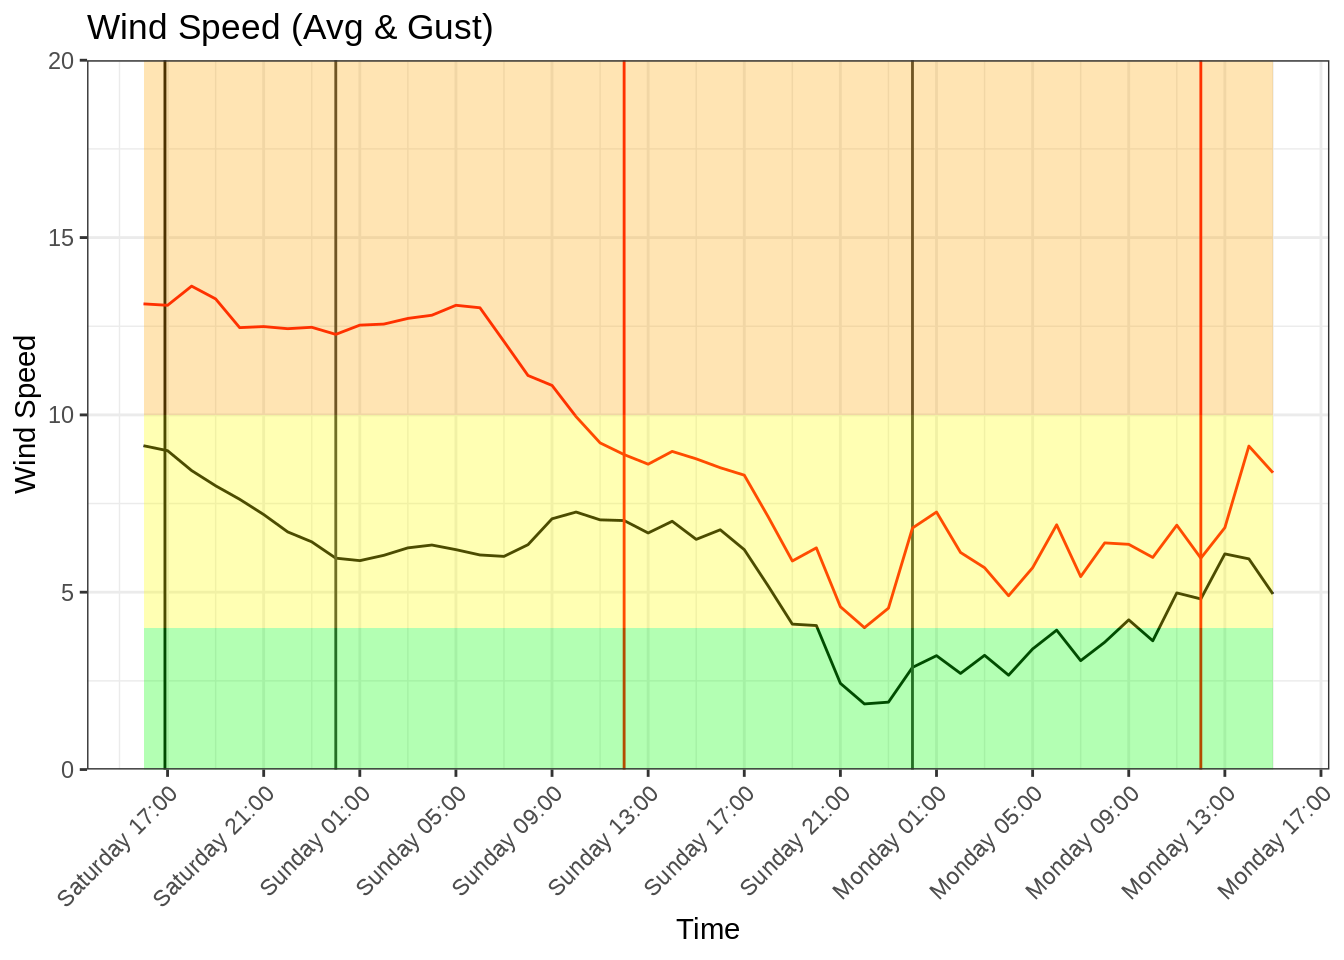 Wind Speed (Avg & Gust)
20
15
10
5
0
Wind Speed
Saturday 17:00
Saturday 21:00
Sunday 01:00
Sunday 05:00
Sunday 09:00
Sunday 13:00
Sunday 17:00
Sunday 21:00
Monday 01:00
Monday 05:00
Monday 09:00
Monday 13:00
Monday 17:00
Time